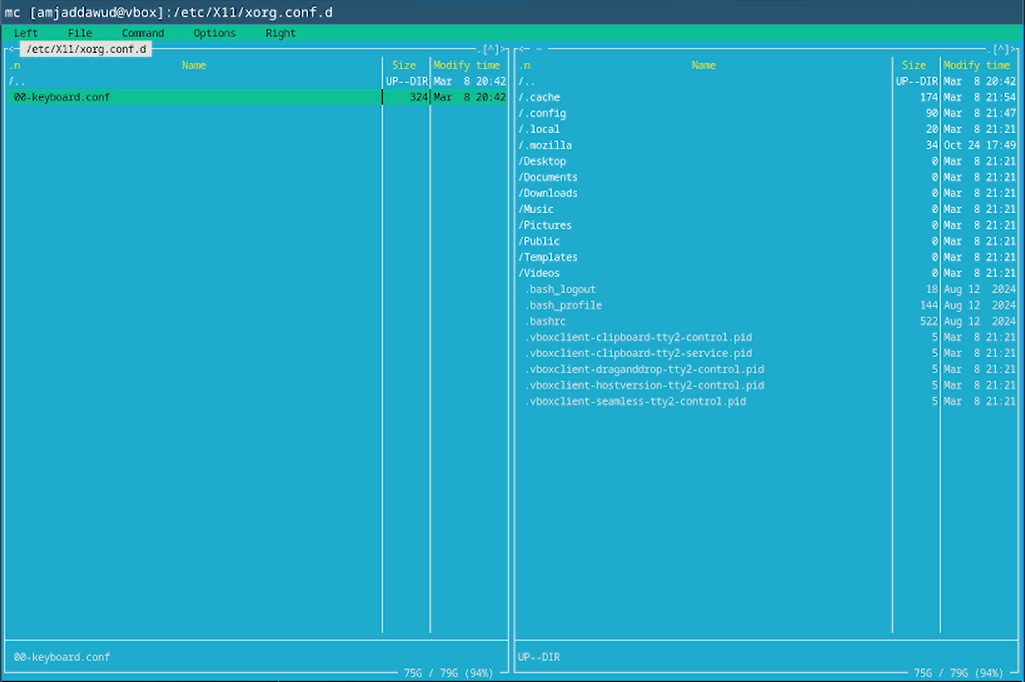 mc [amjaddawud@vbox]:/etc/X11/xorg.conf.d
Left File Command Options Right
<─ /etc/X11/xorg.conf.d .[^]>
.n Name Size Modify time
/.. UP--DIR Mar 8 20:42
00-keyboard.conf 324 Mar 8 20:42
00-keyboard.conf
75G / 79G (94%)
<─ ~ .[^]>
.n Name Size Modify time
/.. UP--DIR Mar 8 20:42
/.cache 174 Mar 8 21:54
/.config 90 Mar 8 21:47
/.local 20 Mar 8 21:21
/.mozilla 34 Oct 24 17:49
/Desktop 0 Mar 8 21:21
/Documents 0 Mar 8 21:21
/Downloads 0 Mar 8 21:21
/Music 0 Mar 8 21:21
/Pictures 0 Mar 8 21:21
/Public 0 Mar 8 21:21
/Templates 0 Mar 8 21:21
/Videos 0 Mar 8 21:21
.bash_logout 18 Aug 12 2024
.bash_profile 144 Aug 12 2024
.bashrc 522 Aug 12 2024
.vboxclient-clipboard-tty2-control.pid 5 Mar 8 21:21
.vboxclient-clipboard-tty2-service.pid 5 Mar 8 21:21
.vboxclient-draganddrop-tty2-control.pid 5 Mar 8 21:21
.vboxclient-hostversion-tty2-control.pid 5 Mar 8 21:21
.vboxclient-seamless-tty2-control.pid 5 Mar 8 21:21
UP--DIR
75G / 79G (94%)